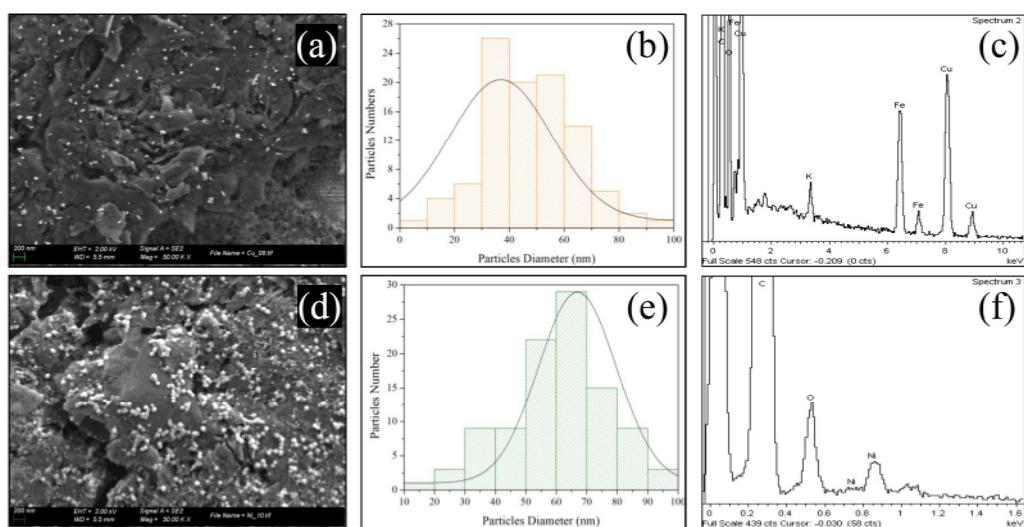 (a)
200 nm
EHT = 2.00 kV
Signal A = SE2
WD = 5.5 mm
Mag = 50.00 K X
File Name = Cu_08.tif
(b)
Particles Numbers
28
24
20
16
12
8
4
0
0 20 40 60 80 100
Particles Diameter (nm)
(c)
Spectrum 2
K
C
O
Fe
Cu
K
Fe
Fe
Cu
Cu
0 2 4 6 8 10
keV
Full Scale 548 cts Cursor: -0.209 (0 cts)
(d)
200 nm
EHT = 2.00 kV
Signal A = SE2
WD = 5.5 mm
Mag = 50.00 K X
File Name = Ni_10.tif
(e)
Particles Number
30
25
20
15
10
5
0
10 20 30 40 50 60 70 80 90 100
Particles Diameter (nm)
(f)
Spectrum 3
C
O
Ni
Ni
0 0.2 0.4 0.6 0.8 1 1.2 1.4 1.6
keV
Full Scale 439 cts Cursor: -0.030 (58 cts)